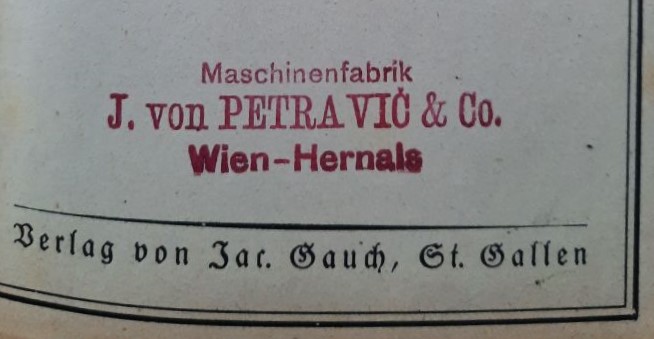 Maschinenfabrik
J. von PETRAVIČ & Co.
Wien-Hernals
Verlag von Jac. Gauch, St. Gallen